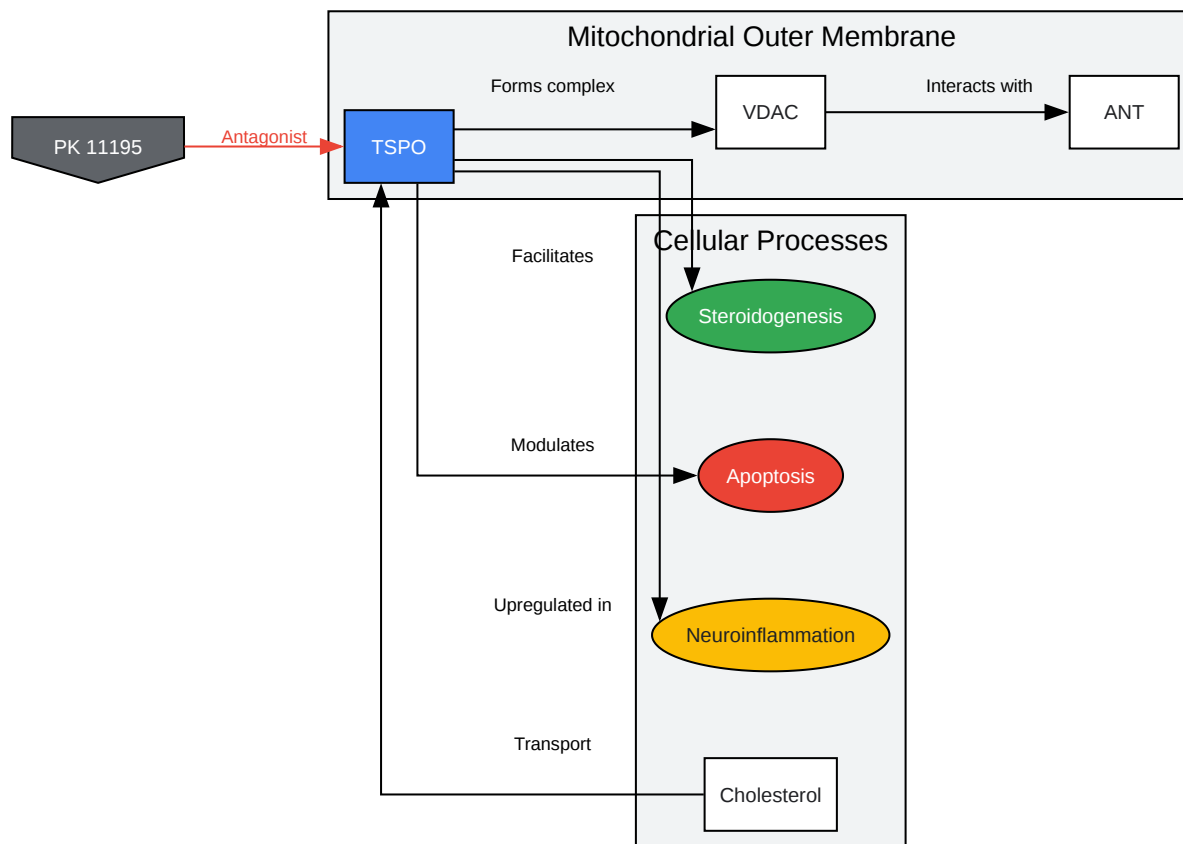 Mitochondrial Outer Membrane
Forms complex
Interacts with
VDAC
ANT
PK 11195
Antagonist
TSPO
Cellular Processes
Facilitates
Steroidogenesis
Modulates
Apoptosis
Upregulated in
Neuroinflammation
Transport
Cholesterol